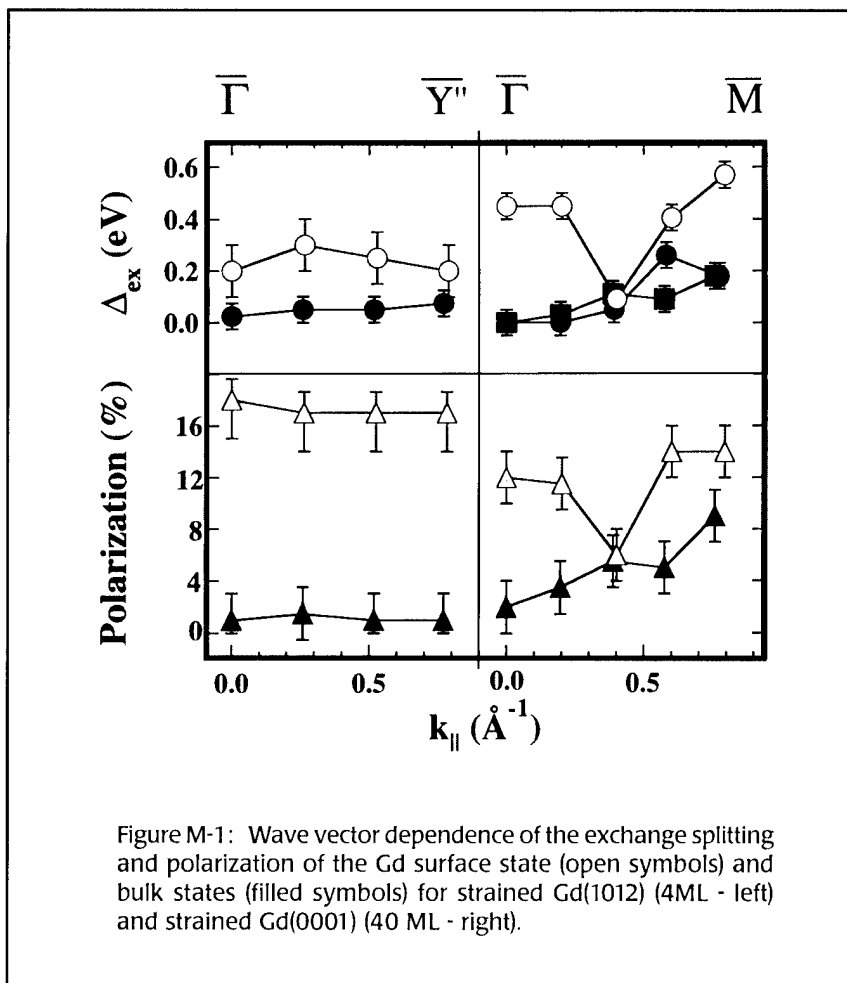 Γ Y" Γ M
Δex (eV)
0.6
0.4
0.2
0.0
Polarization (%)
16
12
8
4
0
0.0 0.5 0.0 0.5
k|| (Å-1)
Figure M-1: Wave vector dependence of the exchange splitting
and polarization of the Gd surface state (open symbols) and
bulk states (filled symbols) for strained Gd(1012) (4ML - left)
and strained Gd(0001) (40 ML - right).